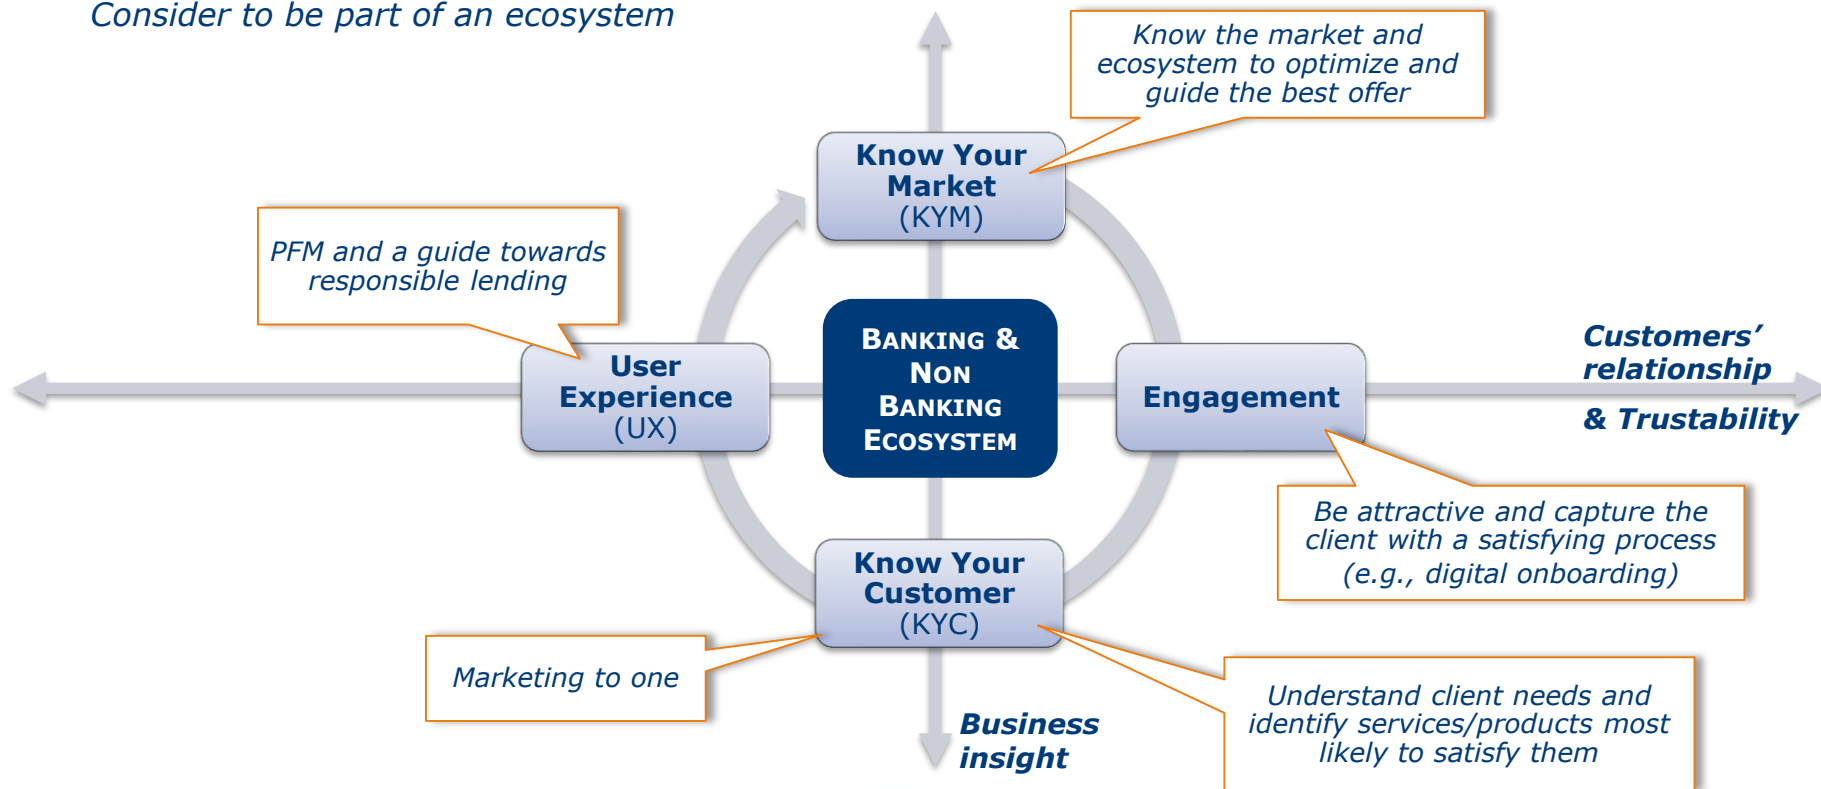 Consider to be part of an ecosystem
Know the market and
ecosystem to optimize and
guide the best offer
Know Your
Market
(KYM)
PFM and a guide towards
responsible lending
User
Experience
(UX)
BANKING &
NON
BANKING
ECOSYSTEM
Engagement
Customers’
relationship
& Trustability
Be attractive and capture the
client with a satisfying process
(e.g., digital onboarding)
Know Your
Customer
(KYC)
Marketing to one
Understand client needs and
identify services/products most
likely to satisfy them
Business
insight